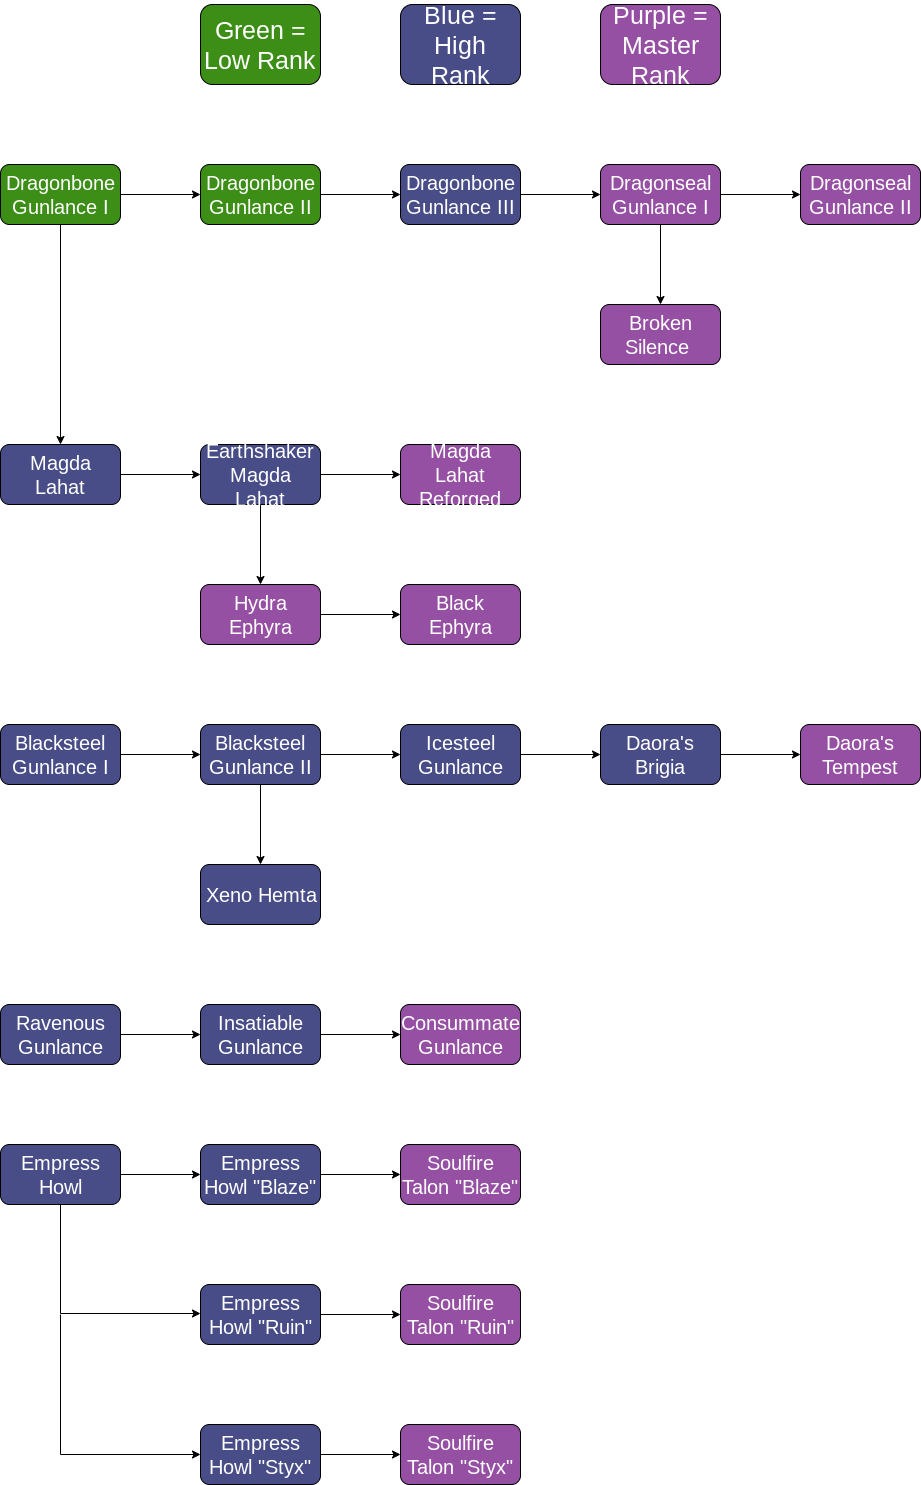 Green =
Low Rank
Blue =
High
Rank
Purple =
Master
Rank
Dragonbone
Gunlance I
Dragonbone
Gunlance II
Dragonbone
Gunlance III
Dragonseal
Gunlance I
Dragonseal
Gunlance II
Broken
Silence
Magda
Lahat
Earthshaker
Magda
Lahat
Magda
Lahat
Reforged
Hydra
Ephyra
Black
Ephyra
Blacksteel
Gunlance I
Blacksteel
Gunlance II
Icesteel
Gunlance
Daora's
Brigia
Daora's
Tempest
Xeno Hemta
Ravenous
Gunlance
Insatiable
Gunlance
Consummate
Gunlance
Empress
Howl
Empress
Howl "Blaze"
Soulfire
Talon "Blaze"
Empress
Howl "Ruin"
Soulfire
Talon "Ruin"
Empress
Howl "Styx"
Soulfire
Talon "Styx"